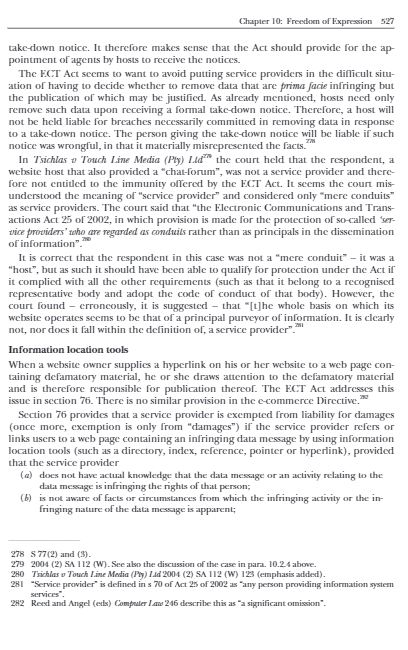 Chapter 10: Freedom of Expression 527
take-down notice. It therefore makes sense that the Act should provide for the ap-
pointment of agents by hosts to receive the notices.
The ECT Act seems to want to avoid putting service providers in the difficult situ-
ation of having to decide whether to remove data that are prima facie infringing but
the publication of which may be justified. As already mentioned, hosts need only
remove such data upon receiving a formal take-down notice. Therefore, a host will
not be held liable for breaches necessarily committed in removing data in response
to a take-down notice. The person giving the take-down notice will be liable if such
notice was wrongful, in that it materially misrepresented the facts.278
In Tsichlas v Touch Line Media (Pty) Ltd279 the court held that the respondent, a
website host that also provided a "chat-forum", was not a service provider and there-
fore not entitled to the immunity offered by the ECT Act. It seems the court mis-
understood the meaning of "service provider" and considered only "mere conduits"
as service providers. The court said that "the Electronic Communications and Trans-
actions Act 25 of 2002, in which provision is made for the protection of so-called 'ser-
vice providers' who are regarded as conduits rather than as principals in the dissemination
of information".280
It is correct that the respondent in this case was not a "mere conduit" – it was a
"host", but as such it should have been able to qualify for protection under the Act if
it complied with all the other requirements (such as that it belong to a recognised
representative body and adopt the code of conduct of that body). However, the
court found – erroneously, it is suggested – that "[t]he whole basis on which its
website operates seems to be that of a principal purveyor of information. It is clearly
not, nor does it fall within the definition of, a service provider".281
Information location tools
When a website owner supplies a hyperlink on his or her website to a web page con-
taining defamatory material, he or she draws attention to the defamatory material
and is therefore responsible for publication thereof. The ECT Act addresses this
issue in section 76. There is no similar provision in the e-commerce Directive.282
Section 76 provides that a service provider is exempted from liability for damages
(once more, exemption is only from "damages") if the service provider refers or
links users to a web page containing an infringing data message by using information
location tools (such as a directory, index, reference, pointer or hyperlink), provided
that the service provider
(a) does not have actual knowledge that the data message or an activity relating to the
data message is infringing the rights of that person;
(b) is not aware of facts or circumstances from which the infringing activity or the in-
fringing nature of the data message is apparent;
278 S 77(2) and (3).
279 2004 (2) SA 112 (W). See also the discussion of the case in para. 10.2.4 above.
280 Tsichlas v Touch Line Media (Pty) Ltd 2004 (2) SA 112 (W) 123 (emphasis added).
281 "Service provider" is defined in s 70 of Act 25 of 2002 as "any person providing information system
services".
282 Reed and Angel (eds) Computer Law 246 describe this as "a significant omission".